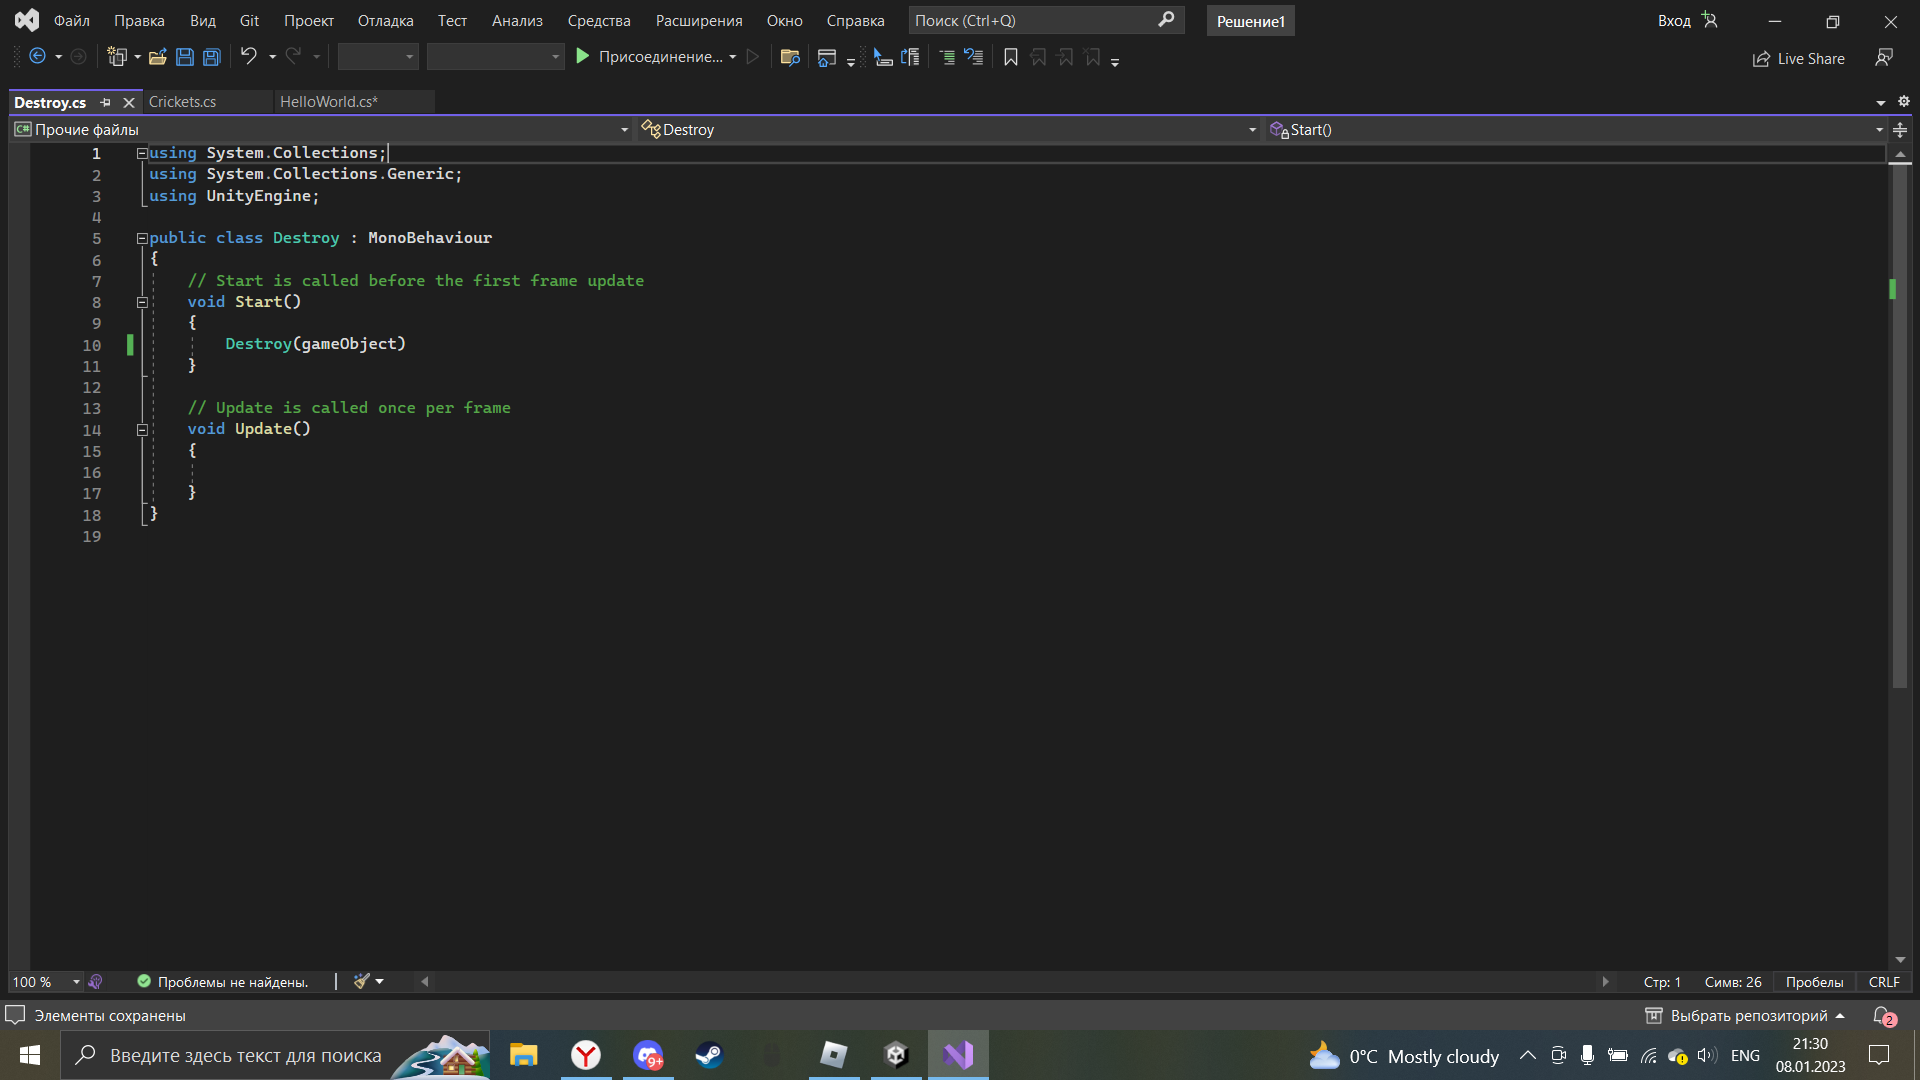 Файл Правка Вид Git Проект Отладка Тест Анализ Средства Расширения Окно Справка Поиск (Ctrl+Q) Решение1 Вход
Присоединение... Live Share
Destroy.cs Crickets.cs HelloWorld.cs*
C# Прочие файлы Destroy Start()
1 using System.Collections;
2 using System.Collections.Generic;
3 using UnityEngine;
4
5 public class Destroy : MonoBehaviour
6 {
7 // Start is called before the first frame update
8 void Start()
9 {
10 Destroy(gameObject)
11 }
12
13 // Update is called once per frame
14 void Update()
15 {
16
17 }
18 }
19
100 % Проблемы не найдены. Стр: 1 Симв: 26 Пробелы CRLF
Элементы сохранены Выбрать репозиторий 2
Введите здесь текст для поиска 9+ 0°C Mostly cloudy ENG 21:30
08.01.2023